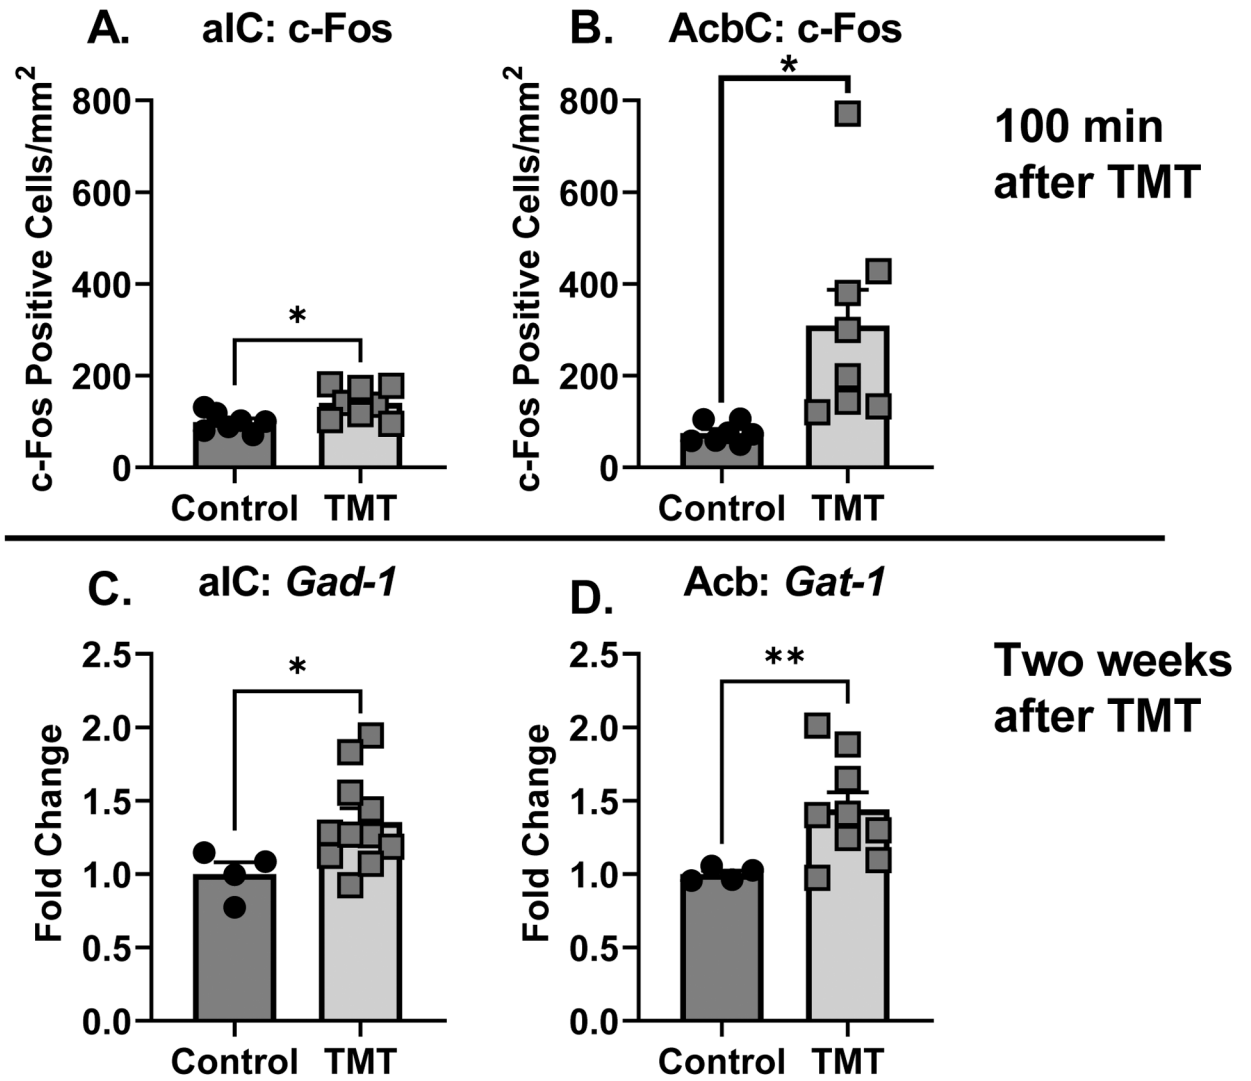 A. aIC: c-Fos
c-Fos Positive Cells/mm2
800
600
400
200
0
*
Control TMT
B. AcbC: c-Fos
c-Fos Positive Cells/mm2
800
600
400
200
0
*
Control TMT
100 min
after TMT
C. aIC: Gad-1
Fold Change
2.5
2.0
1.5
1.0
0.5
0.0
*
Control TMT
D. Acb: Gat-1
Fold Change
2.5
2.0
1.5
1.0
0.5
0.0
**
Control TMT
Two weeks
after TMT